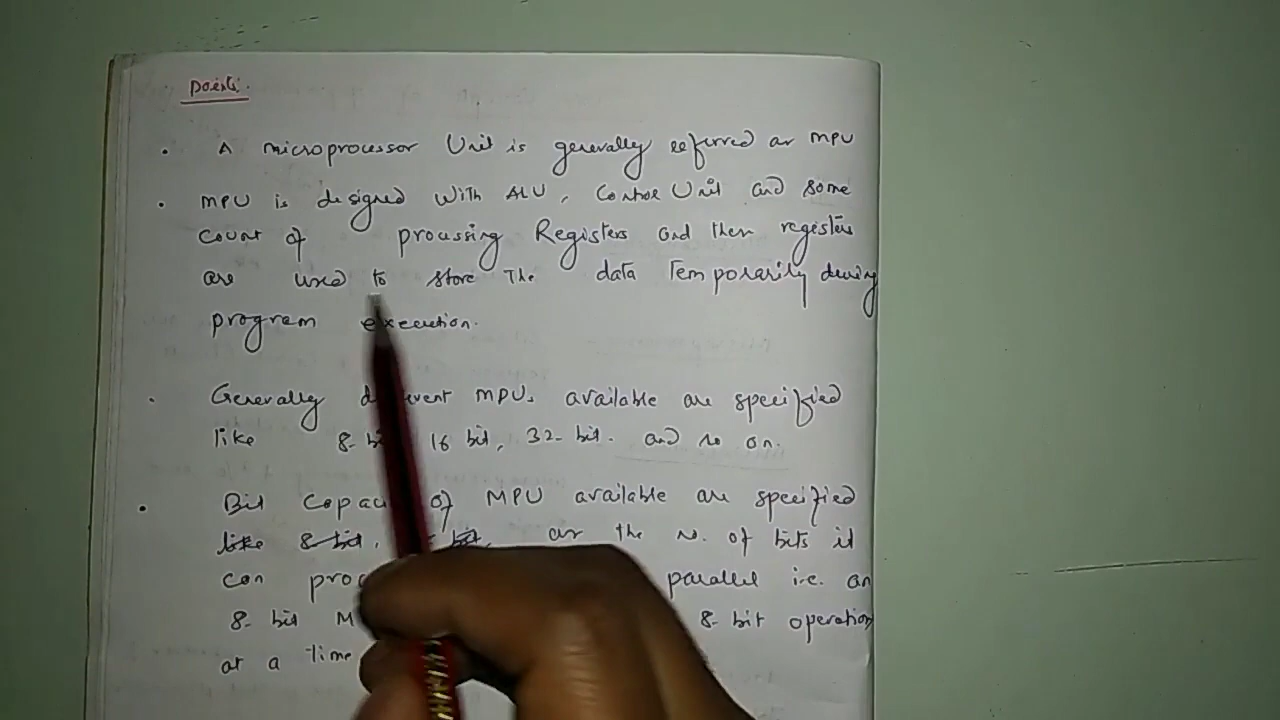 Points:
. A microprocessor Unit is generally referred as MPU
. MPU is designed with ALU, Control Unit and some
count of processing Registers and these registers
are used to store the data Temporarily during
program execution.
. Generally different MPUs available are specified
like 8-bit 16 bit, 32-bit. and so on.
. Bit of MPU available are specified
like 8-bit, bit, as the no. of bits it
can parallel i.e. an
8-bit 8-bit operation
at a time